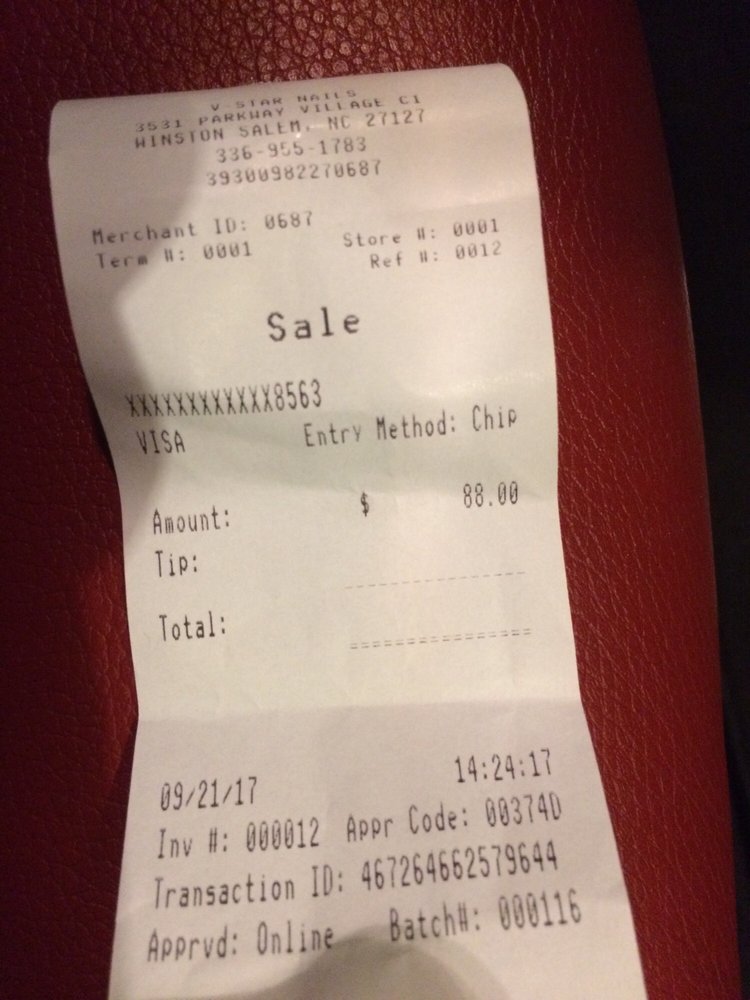 V-STAR NAILS
3531 PARKWAY VILLAGE CI
WINSTON SALEM, NC 27127
336-955-1783
39300982270687
Merchant ID: 0687
Term #: 0001 Store #: 0001
Ref #: 0012
Sale
XXXXXXXXXXXX8563
VISA Entry Method: Chip
Amount: $ 88.00
Tip:
Total:
09/21/17 14:24:17
Inv #: 000012 Appr Code: 00374D
Transaction ID: 467264662579644
Apprvd: Online Batch#: 000116